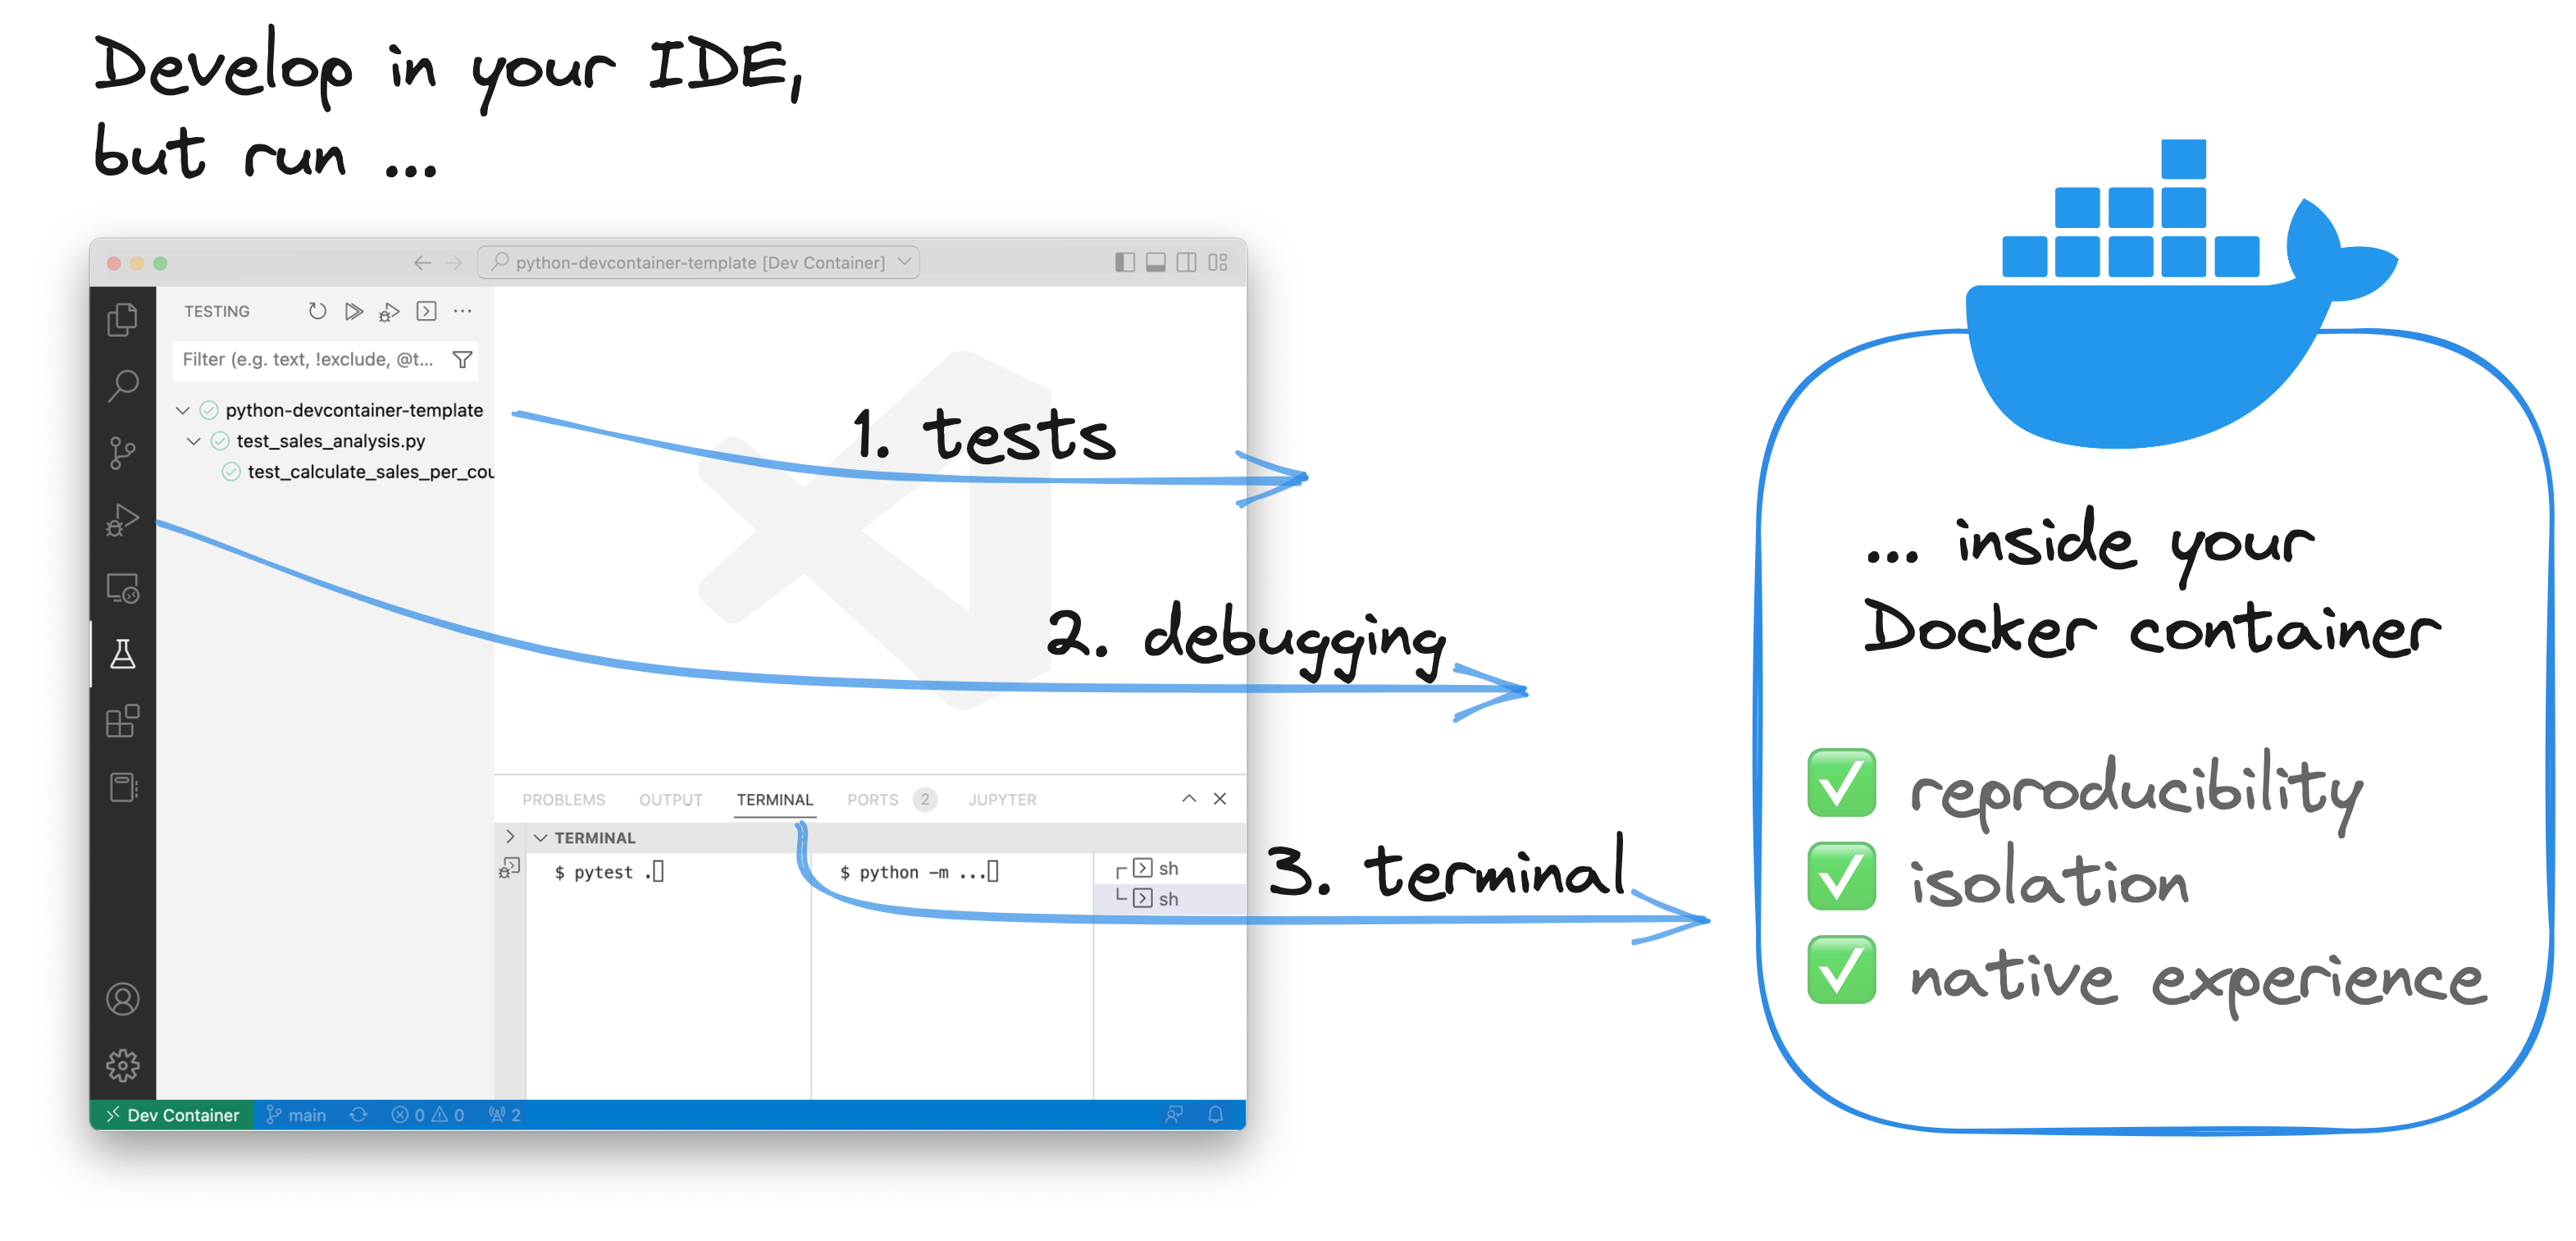 Develop in your IDE,
but run ...
python-devcontainer-template [Dev Container]
TESTING
Filter (e.g. text, !exclude, @t...
python-devcontainer-template
test_sales_analysis.py
test_calculate_sales_per_cou
1. tests
2. debugging
PROBLEMS OUTPUT TERMINAL PORTS 2 JUPYTER
TERMINAL
$ pytest .
$ python -m ...
sh
sh
3. terminal
Dev Container main 0 0 2
... inside your
Docker container
✅ reproducibility
✅ isolation
✅ native experience